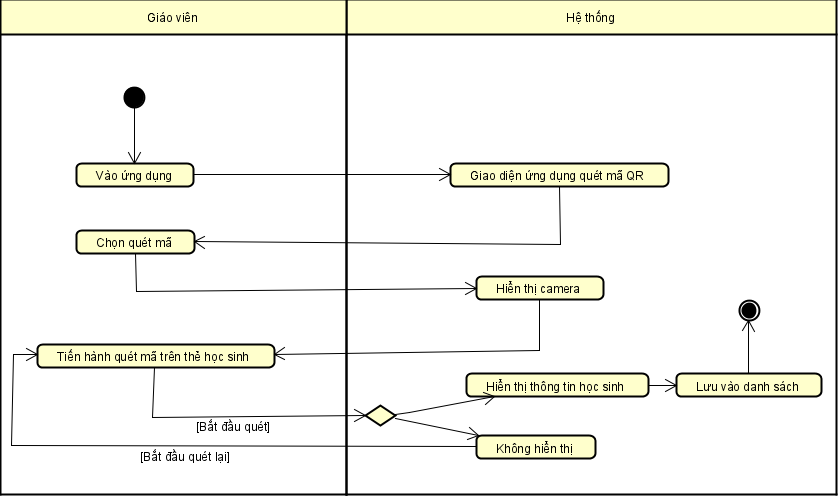 Giáo viên
Hệ thống
Vào ứng dụng
Giao diện ứng dụng quét mã QR
Chọn quét mã
Hiển thị camera
Tiến hành quét mã trên thẻ học sinh
Hiển thị thông tin học sinh
Lưu vào danh sách
[Bắt đầu quét]
Không hiển thị
[Bắt đầu quét lại]